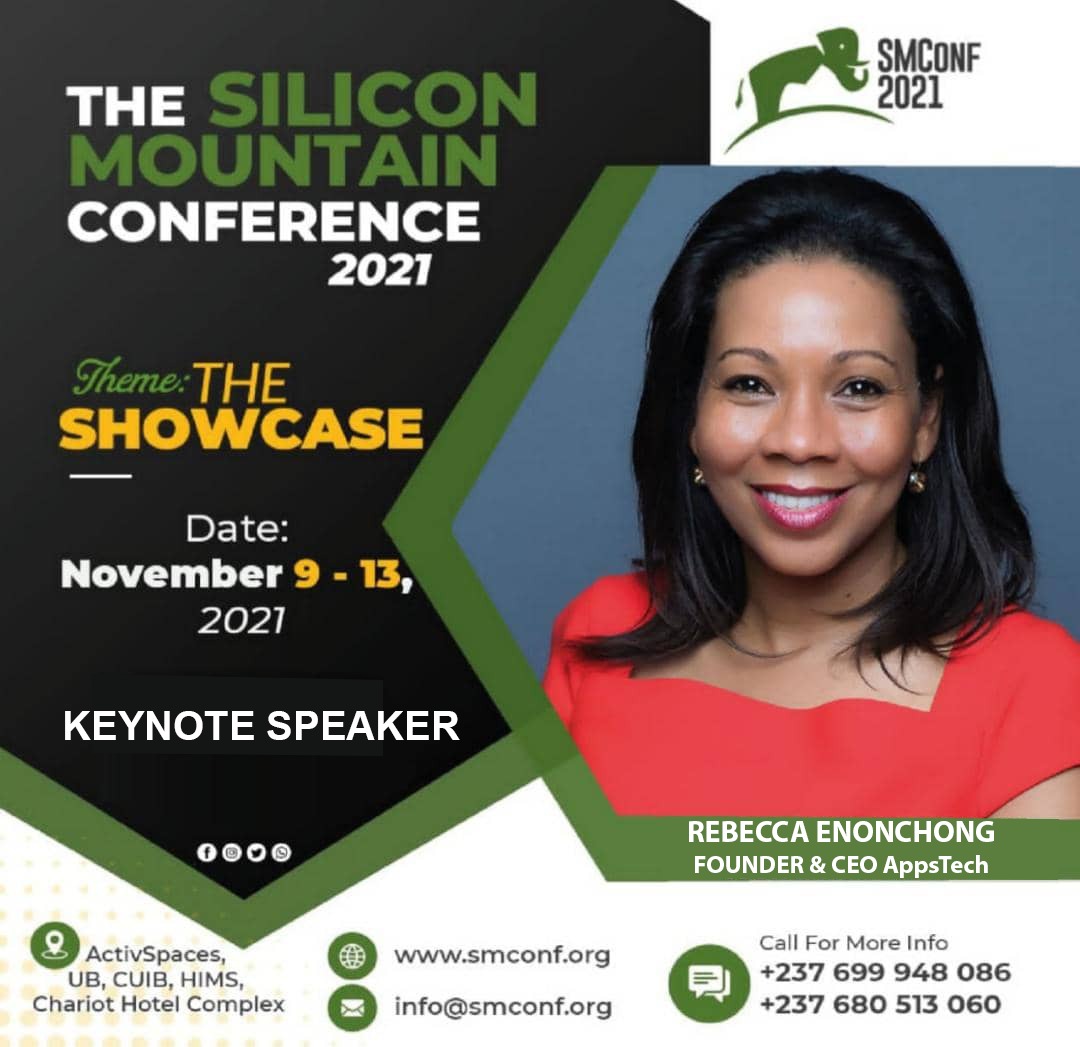 THE SILICON
MOUNTAIN
CONFERENCE
2021
SMCONF
2021
Theme: THE
SHOWCASE
Date:
November 9 - 13,
2021
KEYNOTE SPEAKER
REBECCA ENONCHONG
FOUNDER & CEO AppsTech
ActivSpaces,
UB, CUIB, HIMS,
Chariot Hotel Complex
www.smconf.org
info@smconf.org
Call For More Info
+237 699 948 086
+237 680 513 060